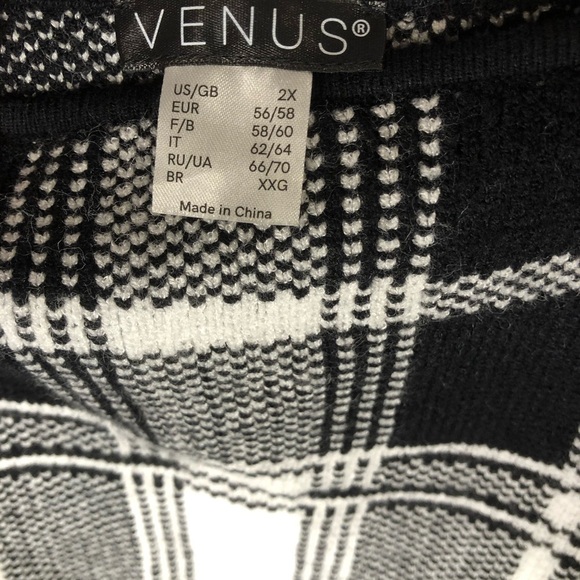 VENUS®
US/GB 2X
EUR 56/58
F/B 58/60
IT 62/64
RU/UA 66/70
BR XXG
Made in China